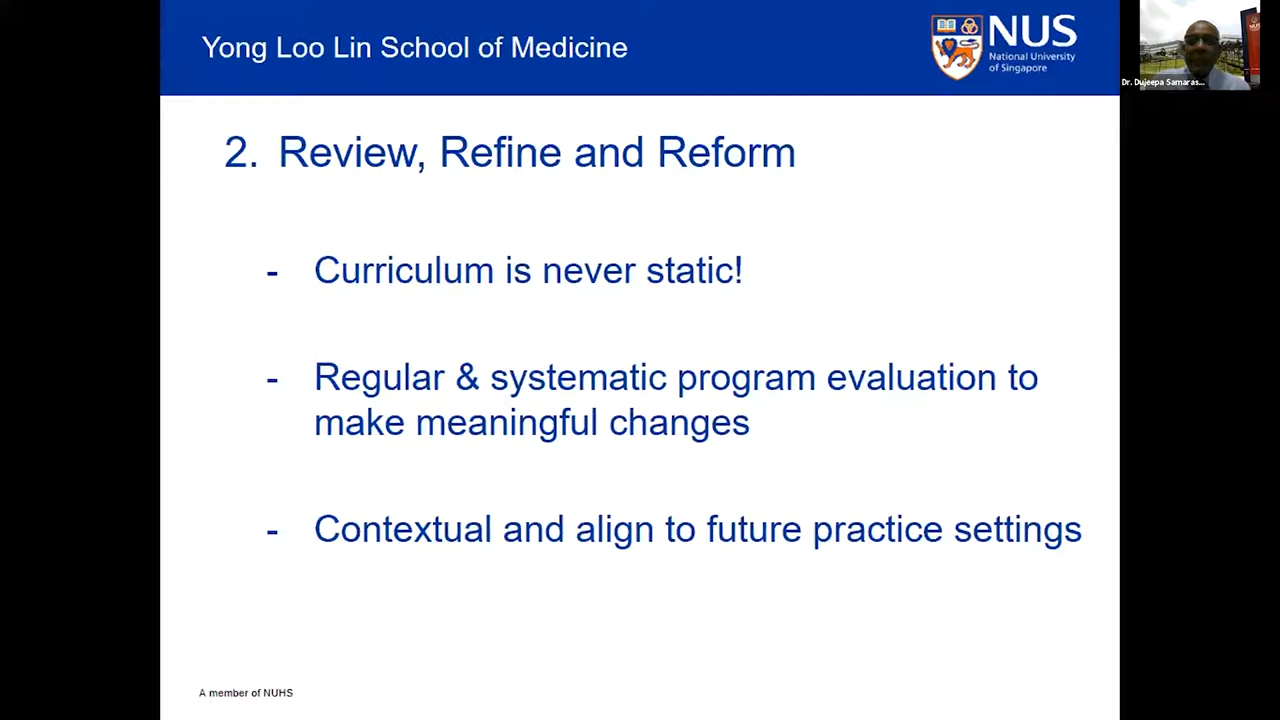 Yong Loo Lin School of Medicine
NUS
National University
of Singapore
NUS
Dr. Dujeepa Samaras...
2. Review, Refine and Reform
- Curriculum is never static!
- Regular & systematic program evaluation to
make meaningful changes
- Contextual and align to future practice settings
A member of NUHS